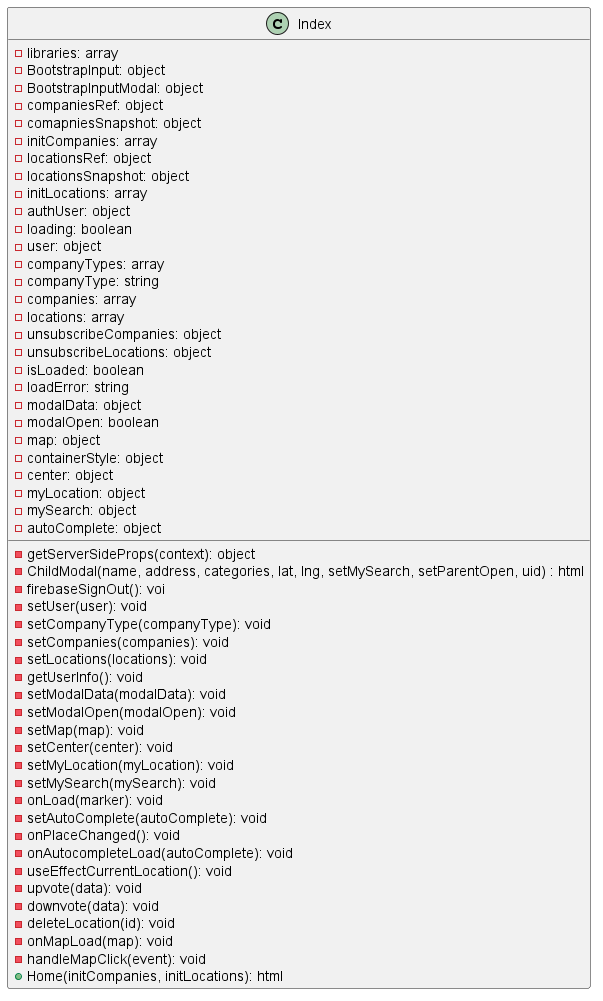 C Index
libraries: array
BootstrapInput: object
BootstrapInputModal: object
companiesRef: object
comapniesSnapshot: object
initCompanies: array
locationsRef: object
locationsSnapshot: object
initLocations: array
authUser: object
loading: boolean
user: object
companyTypes: array
companyType: string
companies: array
locations: array
unsubscribeCompanies: object
unsubscribeLocations: object
isLoaded: boolean
loadError: string
modalData: object
modalOpen: boolean
map: object
containerStyle: object
center: object
myLocation: object
mySearch: object
autoComplete: object
getServerSideProps(context): object
ChildModal(name, address, categories, lat, lng, setMySearch, setParentOpen, uid) : html
firebaseSignOut(): voi
setUser(user): void
setCompanyType(companyType): void
setCompanies(companies): void
setLocations(locations): void
getUserInfo(): void
setModalData(modalData): void
setModalOpen(modalOpen): void
setMap(map): void
setCenter(center): void
setMyLocation(myLocation): void
setMySearch(mySearch): void
onLoad(marker): void
setAutoComplete(autoComplete): void
onPlaceChanged(): void
onAutocompleteLoad(autoComplete): void
useEffectCurrentLocation(): void
upvote(data): void
downvote(data): void
deleteLocation(id): void
onMapLoad(map): void
handleMapClick(event): void
Home(initCompanies, initLocations): html